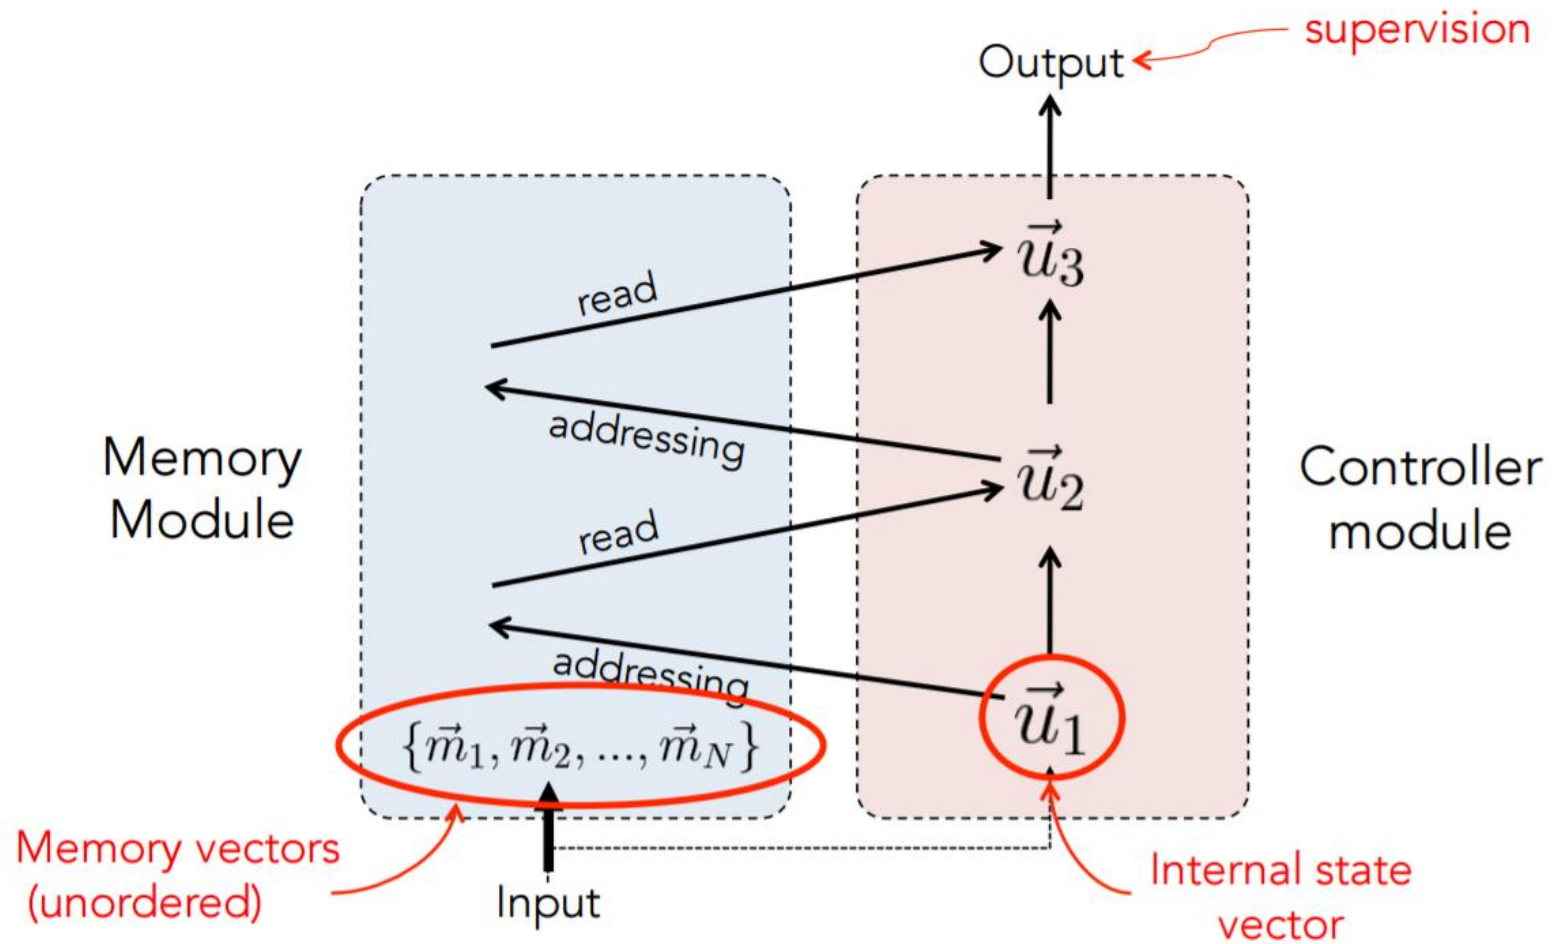 supervision
Output
u⃗₃
read
addressing
Memory
Module
u⃗₂
Controller
module
read
addressing
u⃗₁
{m⃗₁, m⃗₂, ..., m⃗_N}
Memory vectors
(unordered)
Input
Internal state
vector